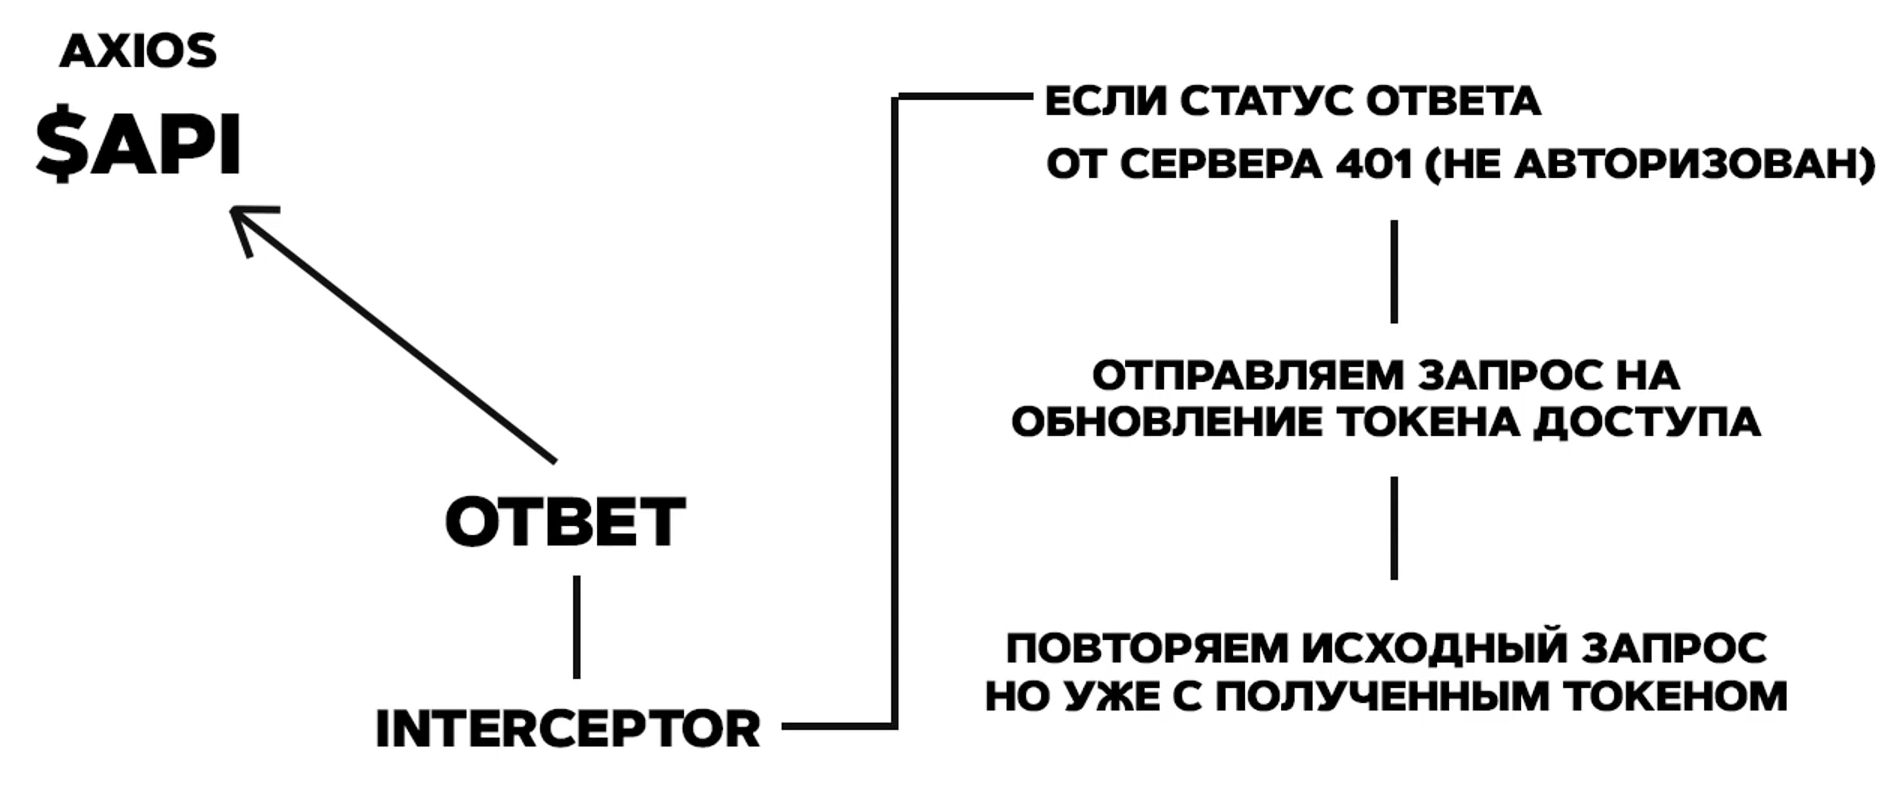 AXIOS
$API
ОТВЕТ
INTERCEPTOR
ЕСЛИ СТАТУС ОТВЕТА
ОТ СЕРВЕРА 401 (НЕ АВТОРИЗОВАН)
ОТПРАВЛЯЕМ ЗАПРОС НА
ОБНОВЛЕНИЕ ТОКЕНА ДОСТУПА
ПОВТОРЯЕМ ИСХОДНЫЙ ЗАПРОС
НО УЖЕ С ПОЛУЧЕННЫМ ТОКЕНОМ